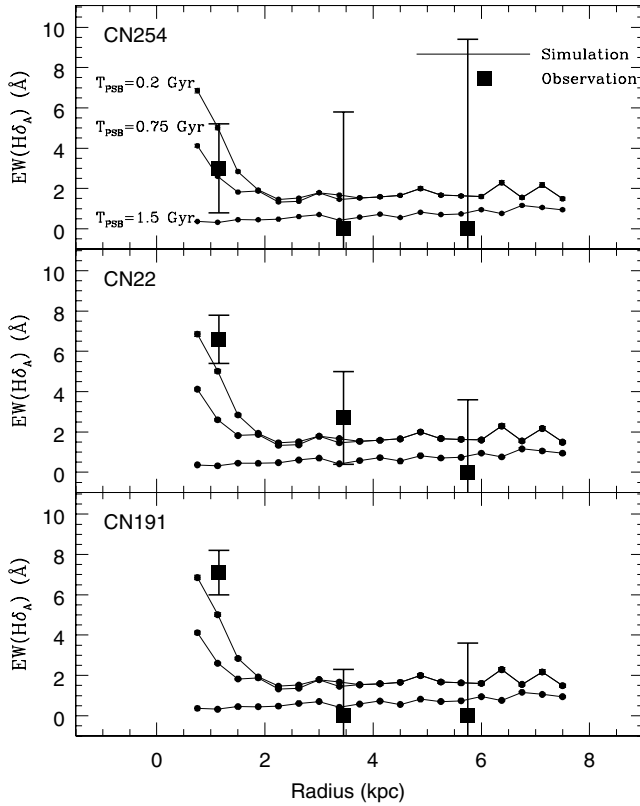 CN254
Simulation
Observation
T_PSB=0.2 Gyr
T_PSB=0.75 Gyr
T_PSB=1.5 Gyr
EW(Hδ_A) (Å)
10
8
6
4
2
0
CN22
EW(Hδ_A) (Å)
10
8
6
4
2
0
CN191
EW(Hδ_A) (Å)
10
8
6
4
2
0
0 2 4 6 8
Radius (kpc)